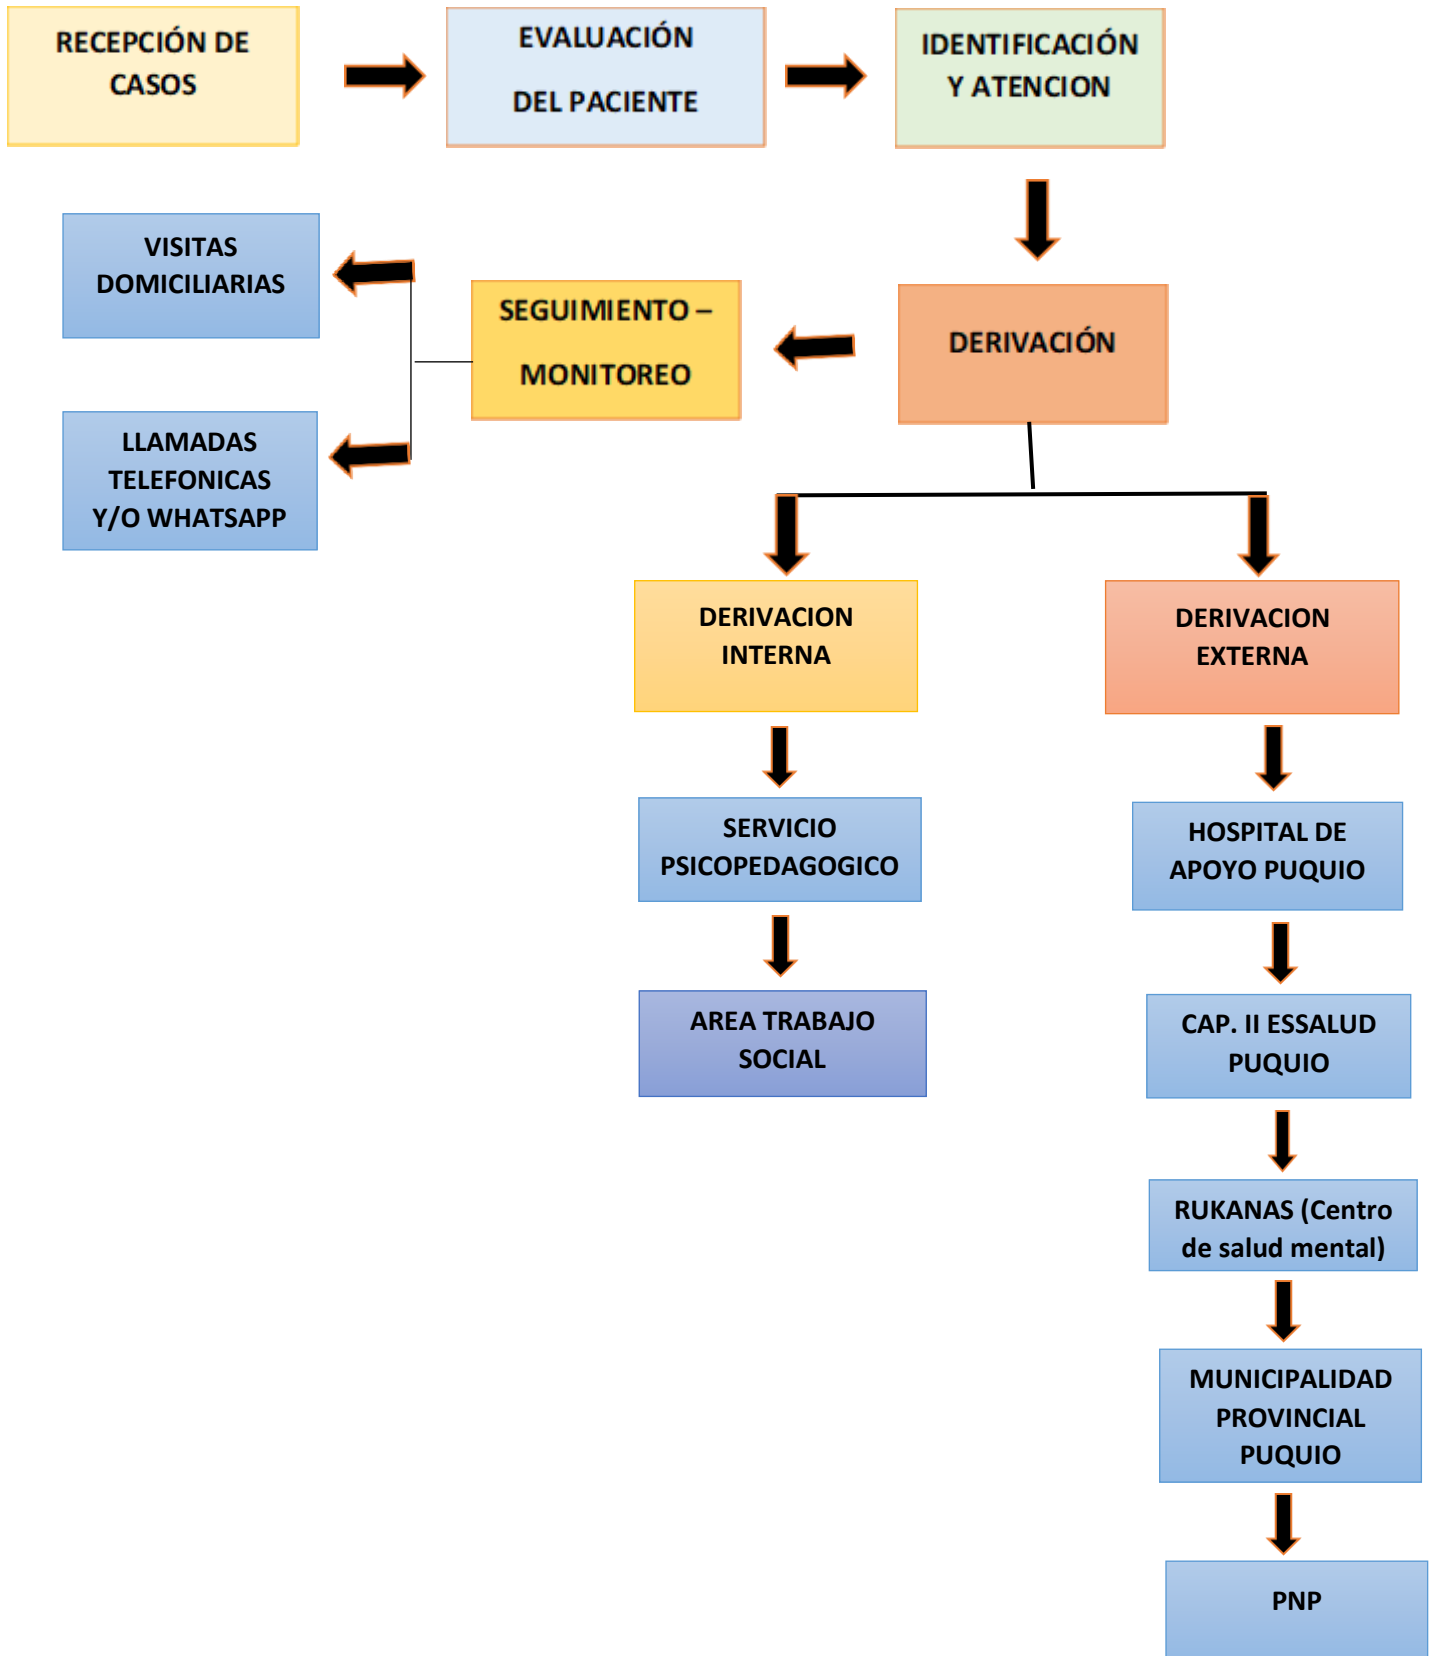 RECEPCIÓN DE
CASOS
EVALUACIÓN
DEL PACIENTE
IDENTIFICACIÓN
Y ATENCION
VISITAS
DOMICILIARIAS
SEGUIMIENTO –
MONITOREO
DERIVACIÓN
LLAMADAS
TELEFONICAS
Y/O WHATSAPP
DERIVACION
INTERNA
DERIVACION
EXTERNA
SERVICIO
PSICOPEDAGOGICO
HOSPITAL DE
APOYO PUQUIO
AREA TRABAJO
SOCIAL
CAP. II ESSALUD
PUQUIO
RUKANAS (Centro
de salud mental)
MUNICIPALIDAD
PROVINCIAL
PUQUIO
PNP